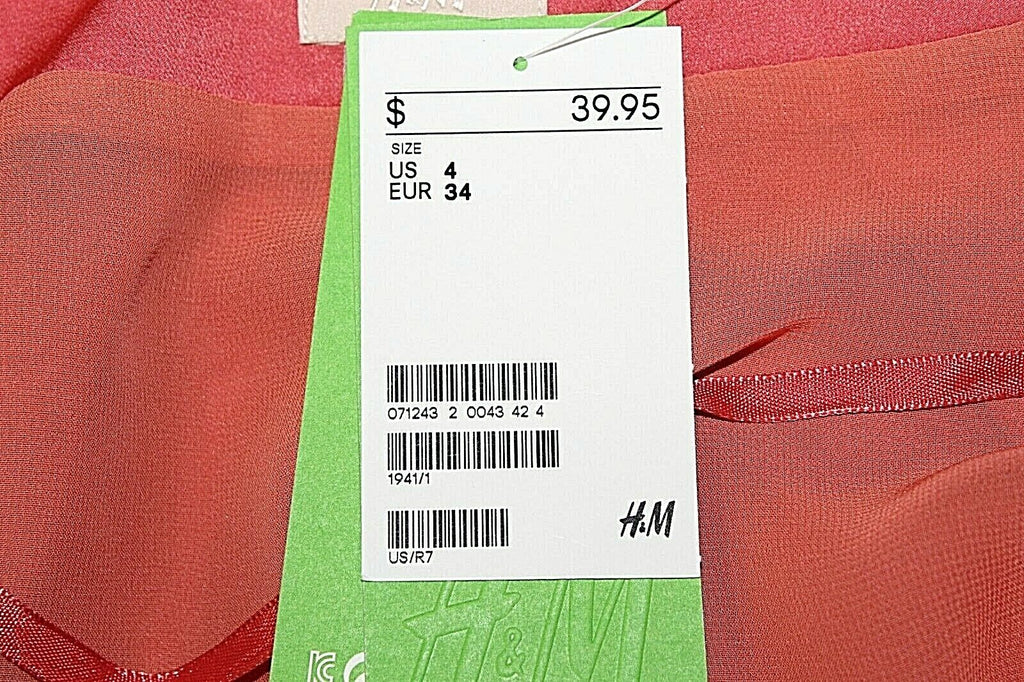 $ 39.95
SIZE
US 4
EUR 34
071243 2 0043 42 4
1941/1
US/R7
H&M
H&M